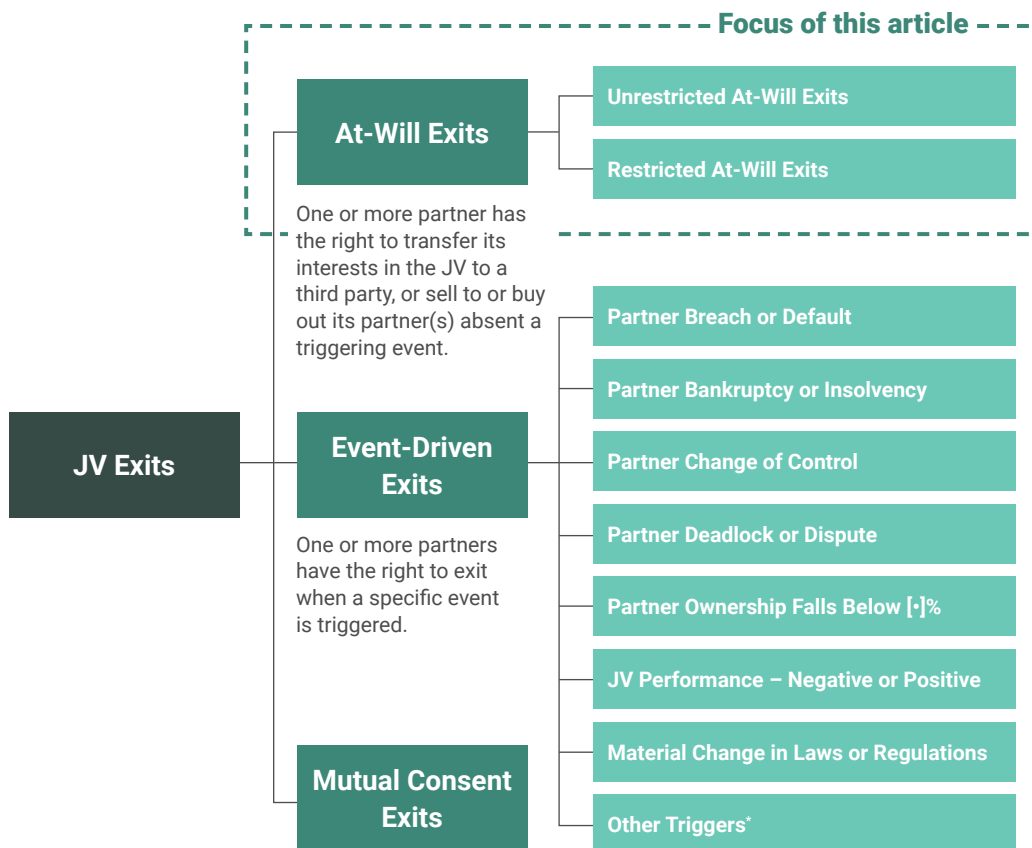 Focus of this article
At-Will Exits
Unrestricted At-Will Exits
Restricted At-Will Exits
One or more partner has
the right to transfer its
interests in the JV to a
third party, or sell to or buy
out its partner(s) absent a
triggering event.
JV Exits
Event-Driven
Exits
One or more partners
have the right to exit
when a specific event
is triggered.
Partner Breach or Default
Partner Bankruptcy or Insolvency
Partner Change of Control
Partner Deadlock or Dispute
Partner Ownership Falls Below [•]%
JV Performance – Negative or Positive
Material Change in Laws or Regulations
Other Triggers*
Mutual Consent
Exits